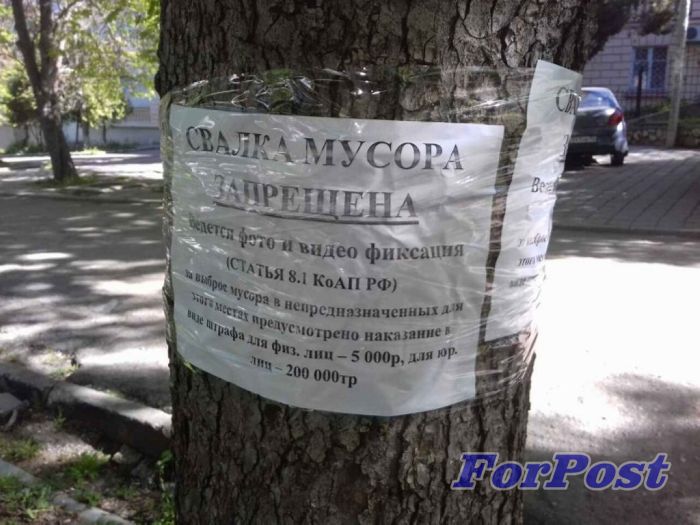 СВАЛКА МУСОРА
ЗАПРЕЩЕНА
Ведется фото и видео фиксация
(СТАТЬЯ 8.1 КоАП РФ)
за выброс мусора в непредназначенных для
этого местах предусмотрено наказание в
виде штрафа для физ. лиц – 5 000р, для юр.
лиц – 200 000тр
ForPost